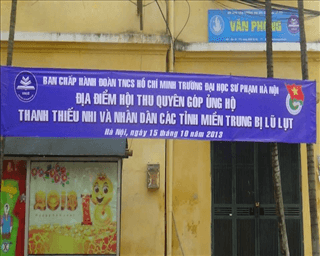 VĂN PHÒNG
BAN CHẤP HÀNH ĐOÀN TNCS HỒ CHÍ MINH TRƯỜNG ĐẠI HỌC SƯ PHẠM HÀ NỘI
ĐỊA ĐIỂM HỘI THU QUYÊN GÓP ỦNG HỘ
THANH THIẾU NHI VÀ NHÂN DÂN CÁC TỈNH MIỀN TRUNG BỊ LŨ LỤT
Hà Nội, ngày 15 tháng 10 năm 2013